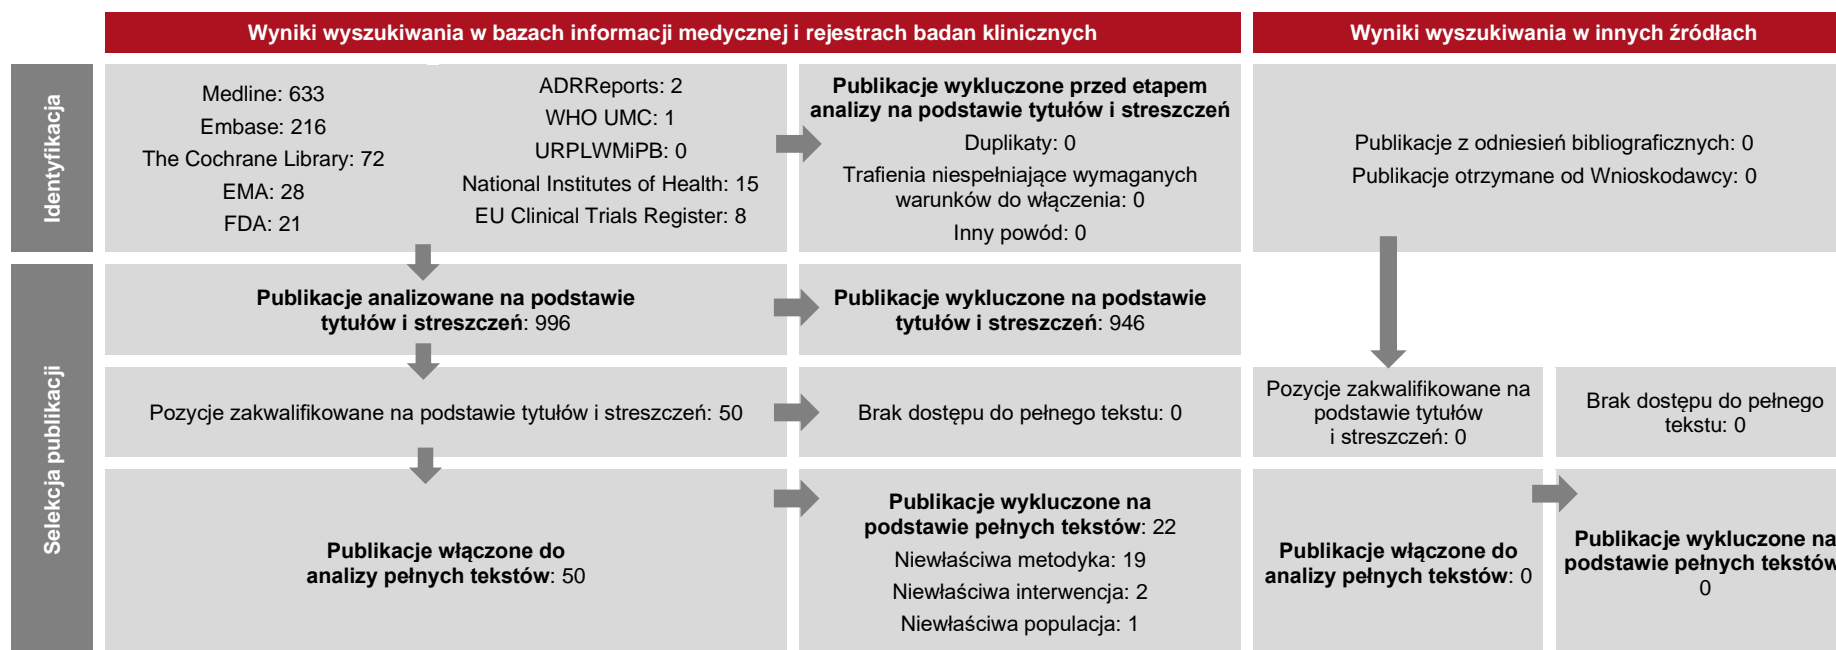 Wyniki wyszukiwania w bazach informacji medycznej i rejestrach badan klinicznych
Wyniki wyszukiwania w innych źródłach
Identyfikacja
Medline: 633
Embase: 216
The Cochrane Library: 72
EMA: 28
FDA: 21
ADRReports: 2
WHO UMC: 1
URPLWMiPB: 0
National Institutes of Health: 15
EU Clinical Trials Register: 8
Publikacje wykluczone przed etapem
analizy na podstawie tytułów i streszczeń
Duplikaty: 0
Trafienia niespełniające wymaganych
warunków do włączenia: 0
Inny powód: 0
Publikacje z odniesień bibliograficznych: 0
Publikacje otrzymane od Wnioskodawcy: 0
Selekcja publikacji
Publikacje analizowane na podstawie
tytułów i streszczeń: 996
Publikacje wykluczone na podstawie
tytułów i streszczeń: 946
Pozycje zakwalifikowane na podstawie tytułów i streszczeń: 50
Brak dostępu do pełnego tekstu: 0
Pozycje zakwalifikowane na
podstawie tytułów
i streszczeń: 0
Brak dostępu do pełnego
tekstu: 0
Publikacje włączone do
analizy pełnych tekstów: 50
Publikacje wykluczone na
podstawie pełnych tekstów: 22
Niewłaściwa metodyka: 19
Niewłaściwa interwencja: 2
Niewłaściwa populacja: 1
Publikacje włączone do
analizy pełnych tekstów: 0
Publikacje wykluczone na
podstawie pełnych tekstów
0